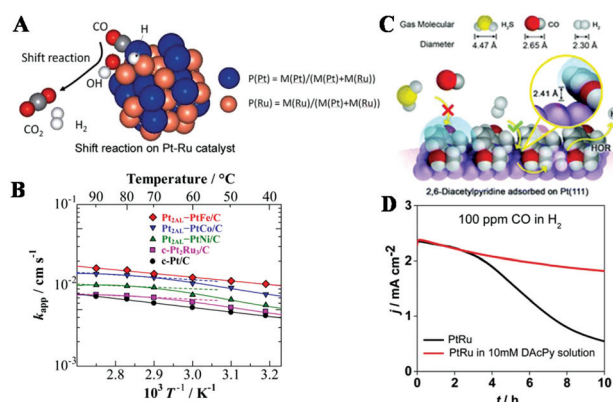 A
CO
H
Shift reaction
OH
CO₂
H₂
P(Pt) = M(Pt)/(M(Pt)+M(Ru))
P(Ru) = M(Ru)/(M(Pt)+M(Ru))
Shift reaction on Pt-Ru catalyst
B
Temperature / °C
90 80 70 60 50 40
10⁻¹
10⁻²
10⁻³
k_app / cm s⁻¹
Pt₂AL–PtFe/C
Pt₂AL–PtCo/C
Pt₂AL–PtNi/C
c-Pt₂Ru₃/C
c-Pt/C
2.8 2.9 3.0 3.1 3.2
10³ T⁻¹ / K⁻¹
C
Gas Molecular H₂S CO H₂
Diameter 4.47 Å 2.65 Å 2.30 Å
2.41 Å
HOR
2,6-Diacetylpyridine adsorbed on Pt(111)
D
100 ppm CO in H₂
j / mA cm⁻²
2
1
0
PtRu
PtRu in 10mM DAcPy solution
0 2 4 6 8 10
t / h